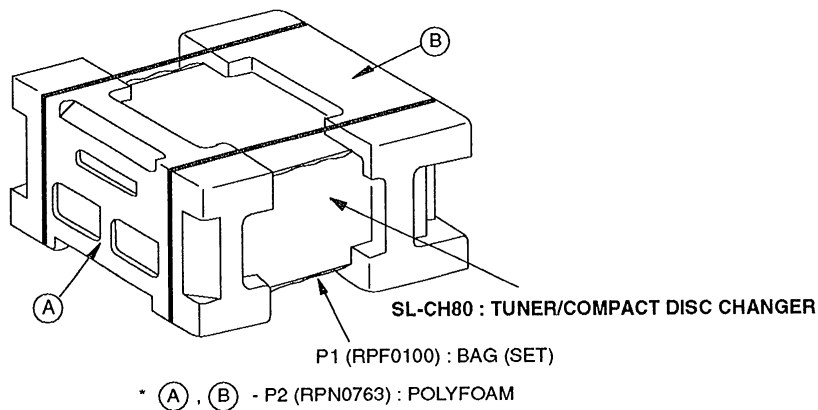 B
A
SL-CH80 : TUNER/COMPACT DISC CHANGER
P1 (RPF0100) : BAG (SET)
* A , B - P2 (RPN0763) : POLYFOAM